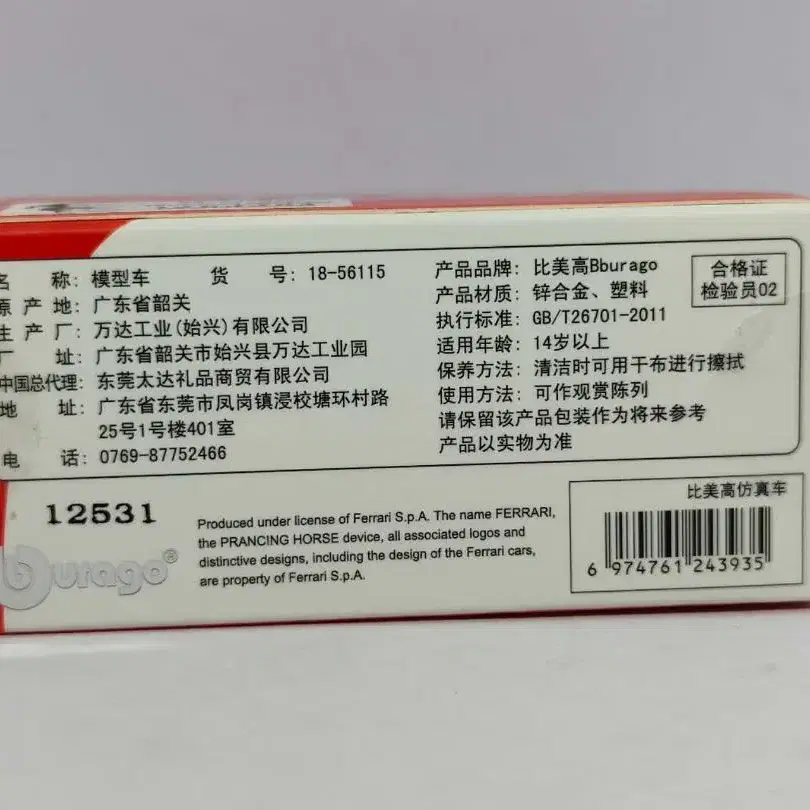 名 称: 模型车 货 号: 18-56115
原 产 地: 广东省韶关
生 产 厂: 万达工业(始兴)有限公司
厂 址: 广东省韶关市始兴县万达工业园
中国总代理: 东莞太达礼品商贸有限公司
地 址: 广东省东莞市凤岗镇浸校塘环村路
25号1号楼401室
电 话: 0769-87752466
产品品牌: 比美高Bburago
产品材质: 锌合金、塑料
执行标准: GB/T26701-2011
适用年龄: 14岁以上
保养方法: 清洁时可用干布进行擦拭
使用方法: 可作观赏陈列
请保留该产品包装作为将来参考
产品以实物为准
合格证
检验员02
12531
Bburago®
Produced under license of Ferrari S.p.A. The name FERRARI,
the PRANCING HORSE device, all associated logos and
distinctive designs, including the design of the Ferrari cars,
are property of Ferrari S.p.A.
比美高仿真车
6 974761 243935